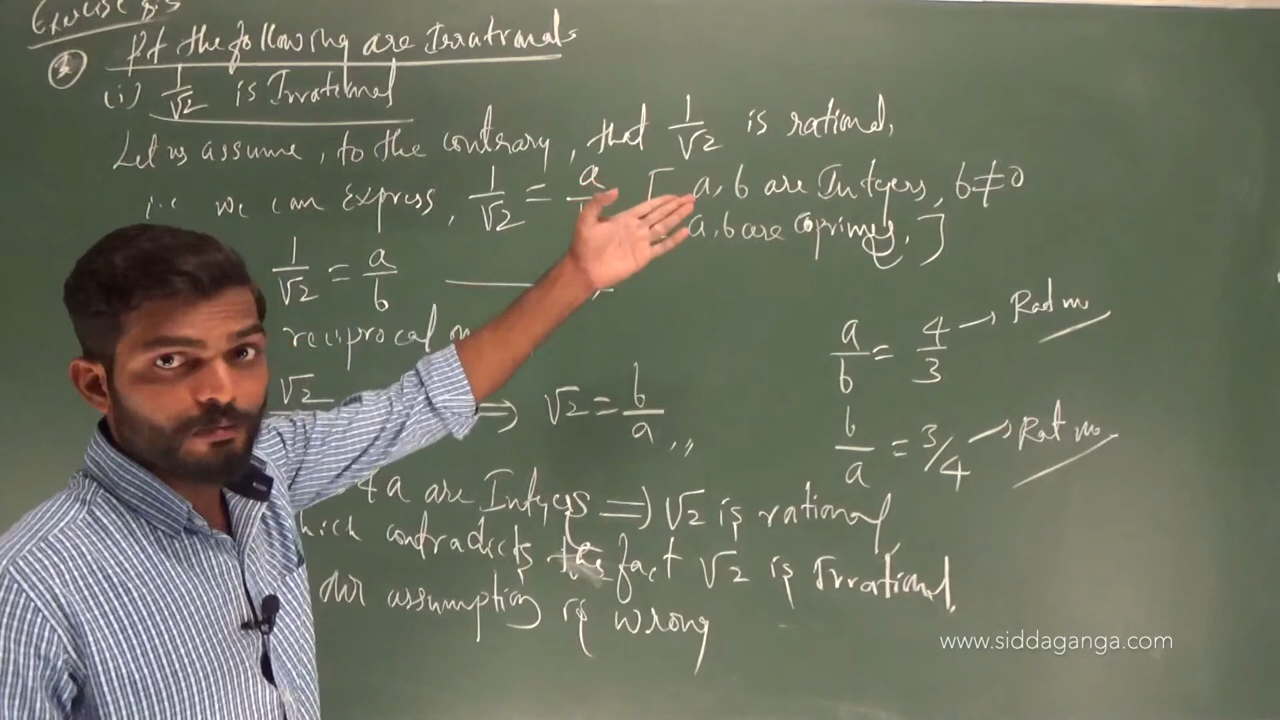 Exercise
① PT the following are Irrationals
(i) 1/√2 is Irrational
Let us assume, to the contrary, that 1/√2 is rational,
i.e we can express, 1/√2 = a [ a, b are Integers, b≠0
a, b are coprimes, ]
1/√2 = a/b
reciprocal on
√2 ⇒ √2 = b/a ,,
a/b = 4/3 → Rat no
b/a = 3/4 → Rat no
& a are Integers ⇒ √2 is rational,
hich contradicts the fact √2 is Irrational.
our assumption is wrong
www.siddaganga.com